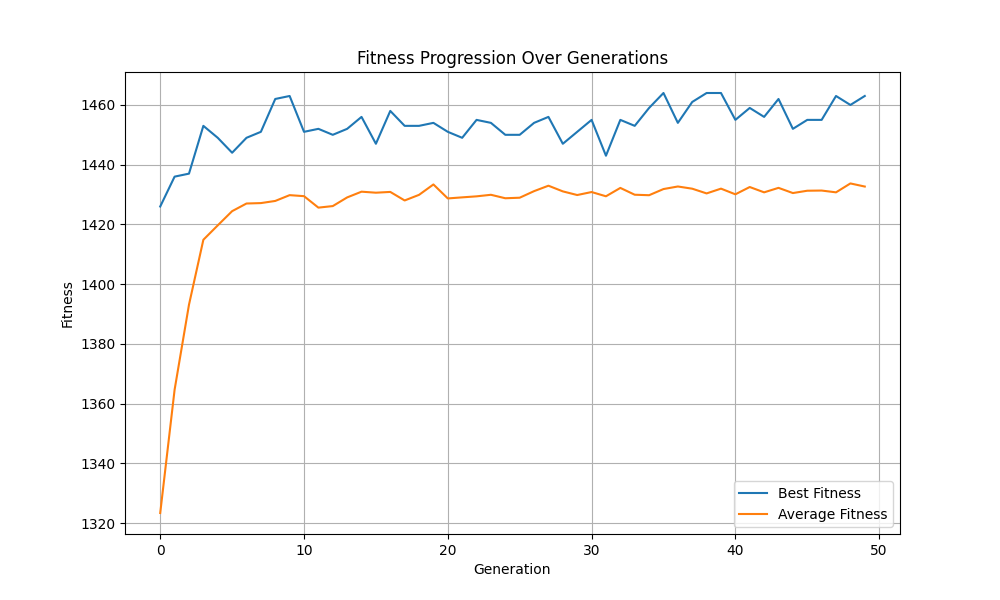 Fitness Progression Over Generations
Fitness
1460
1440
1420
1400
1380
1360
1340
1320
0 10 20 30 40 50
Generation
Best Fitness
Average Fitness